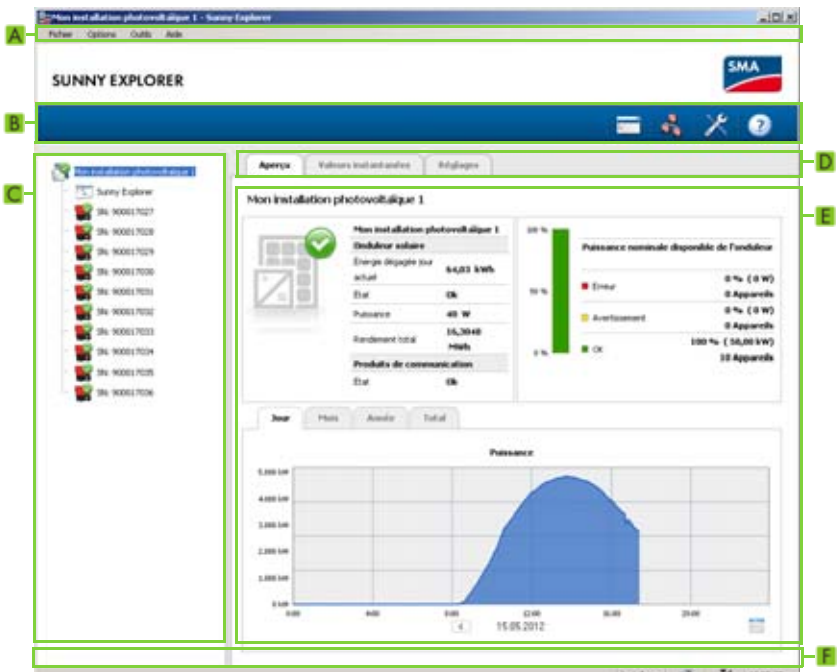 Mon installation photovoltaïque 1 - Sunny Explorer
A
Fichier Options Outils Aide
SUNNY EXPLORER
SMA
B
?
C
D
Aperçu Valeurs instantanées Réglages
Mon installation photovoltaïque 1
Sunny Explorer
SN: 900017027
SN: 900017028
SN: 900017029
SN: 900017030
SN: 900017031
SN: 900017032
SN: 900017033
SN: 900017034
SN: 900017035
SN: 900017036
E
Mon installation photovoltaïque 1
Mon installation photovoltaïque 1
Onduleur solaire
Energie dégagée jour
actuel
64,03 kWh
Etat Ok
Puissance 48 W
Rendement total
16,3048
MWh
Produits de communication
Etat Ok
100 %
50 %
0 %
Puissance nominale disponible de l'onduleur
Erreur
0 % ( 0 W)
0 Appareils
Avertissement
0 % ( 0 W)
0 Appareils
OK
100 % ( 50,00 kW)
10 Appareils
Jour Mois Année Total
Puissance
5.000 kW
4.000 kW
3.000 kW
2.000 kW
1.000 kW
0 kW
0:00 4:00 8:00 12:00 16:00 20:00
15.05.2012
F